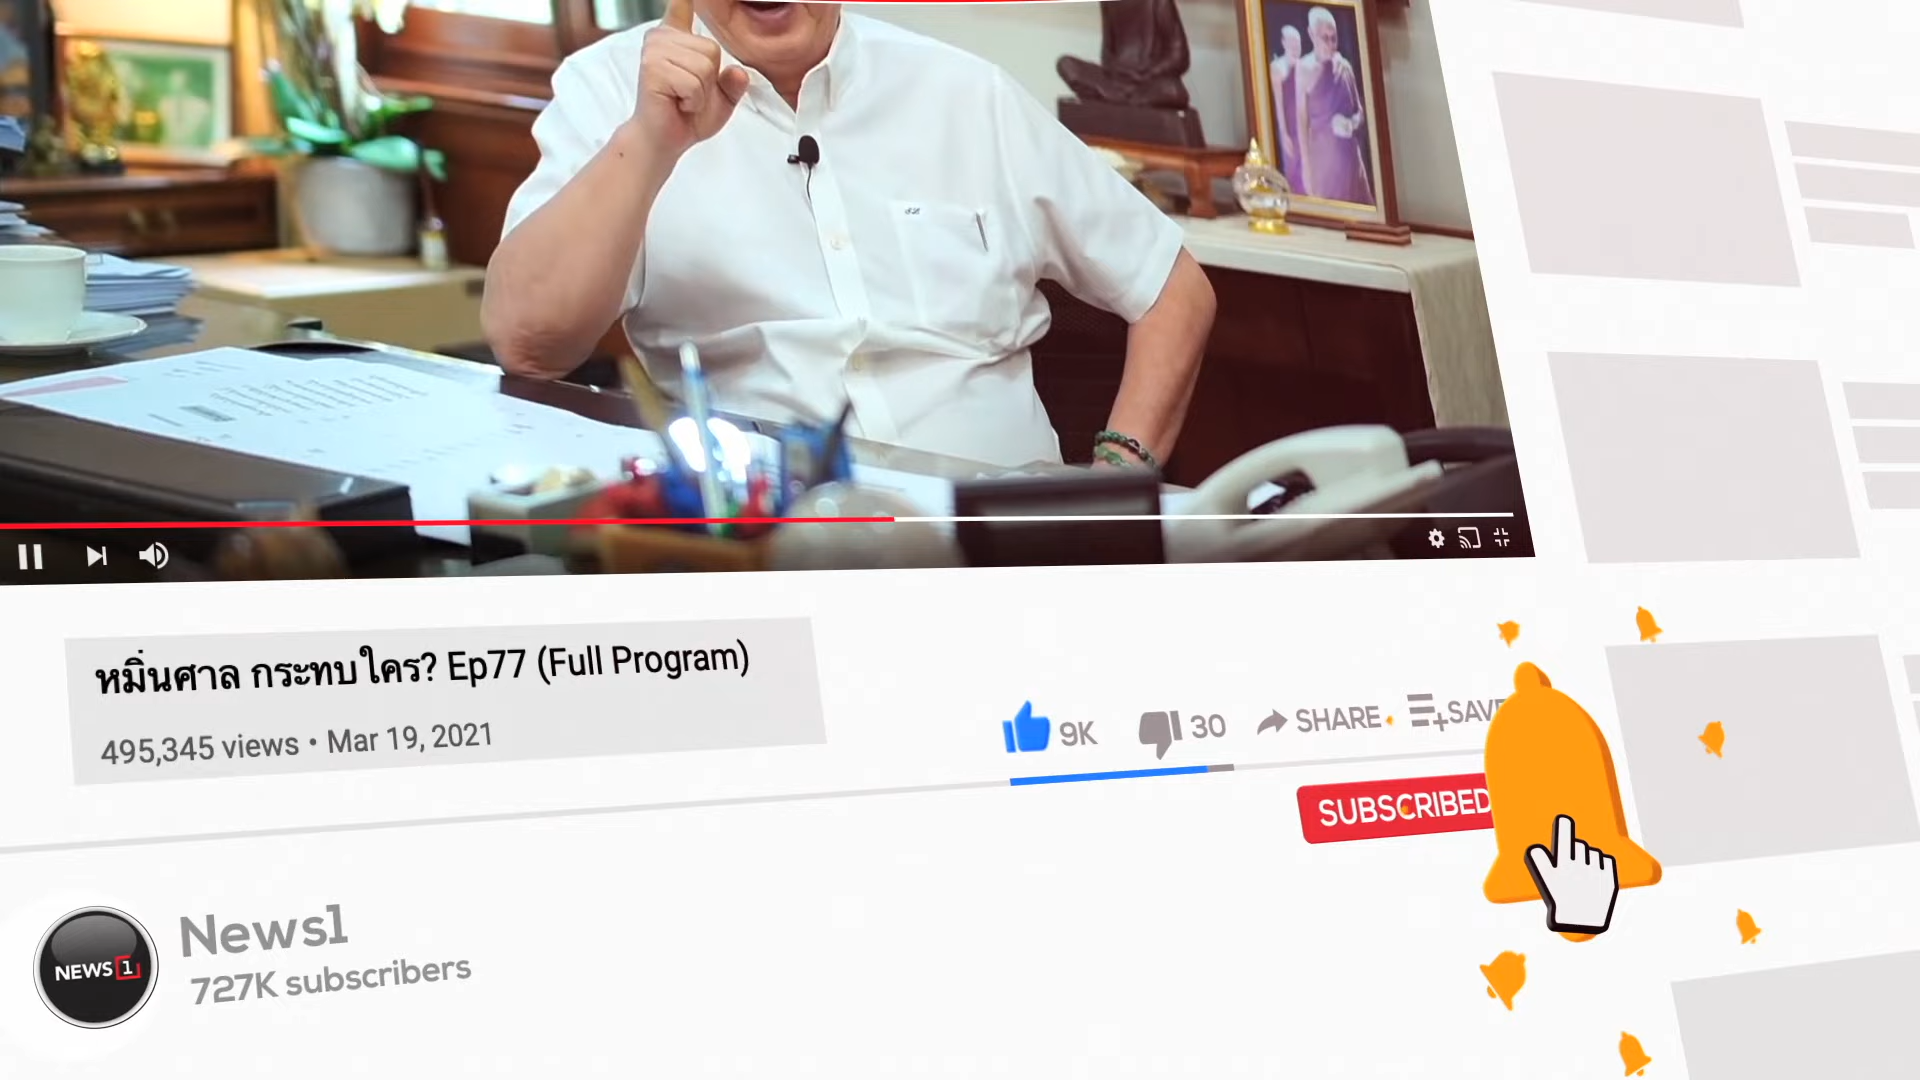 หมิ่นศาล กระทบใคร? Ep77 (Full Program)
495,345 views • Mar 19, 2021
9K
30
SHARE
SAVE
SUBSCRIBED
NEWS 1
News1
727K subscribers